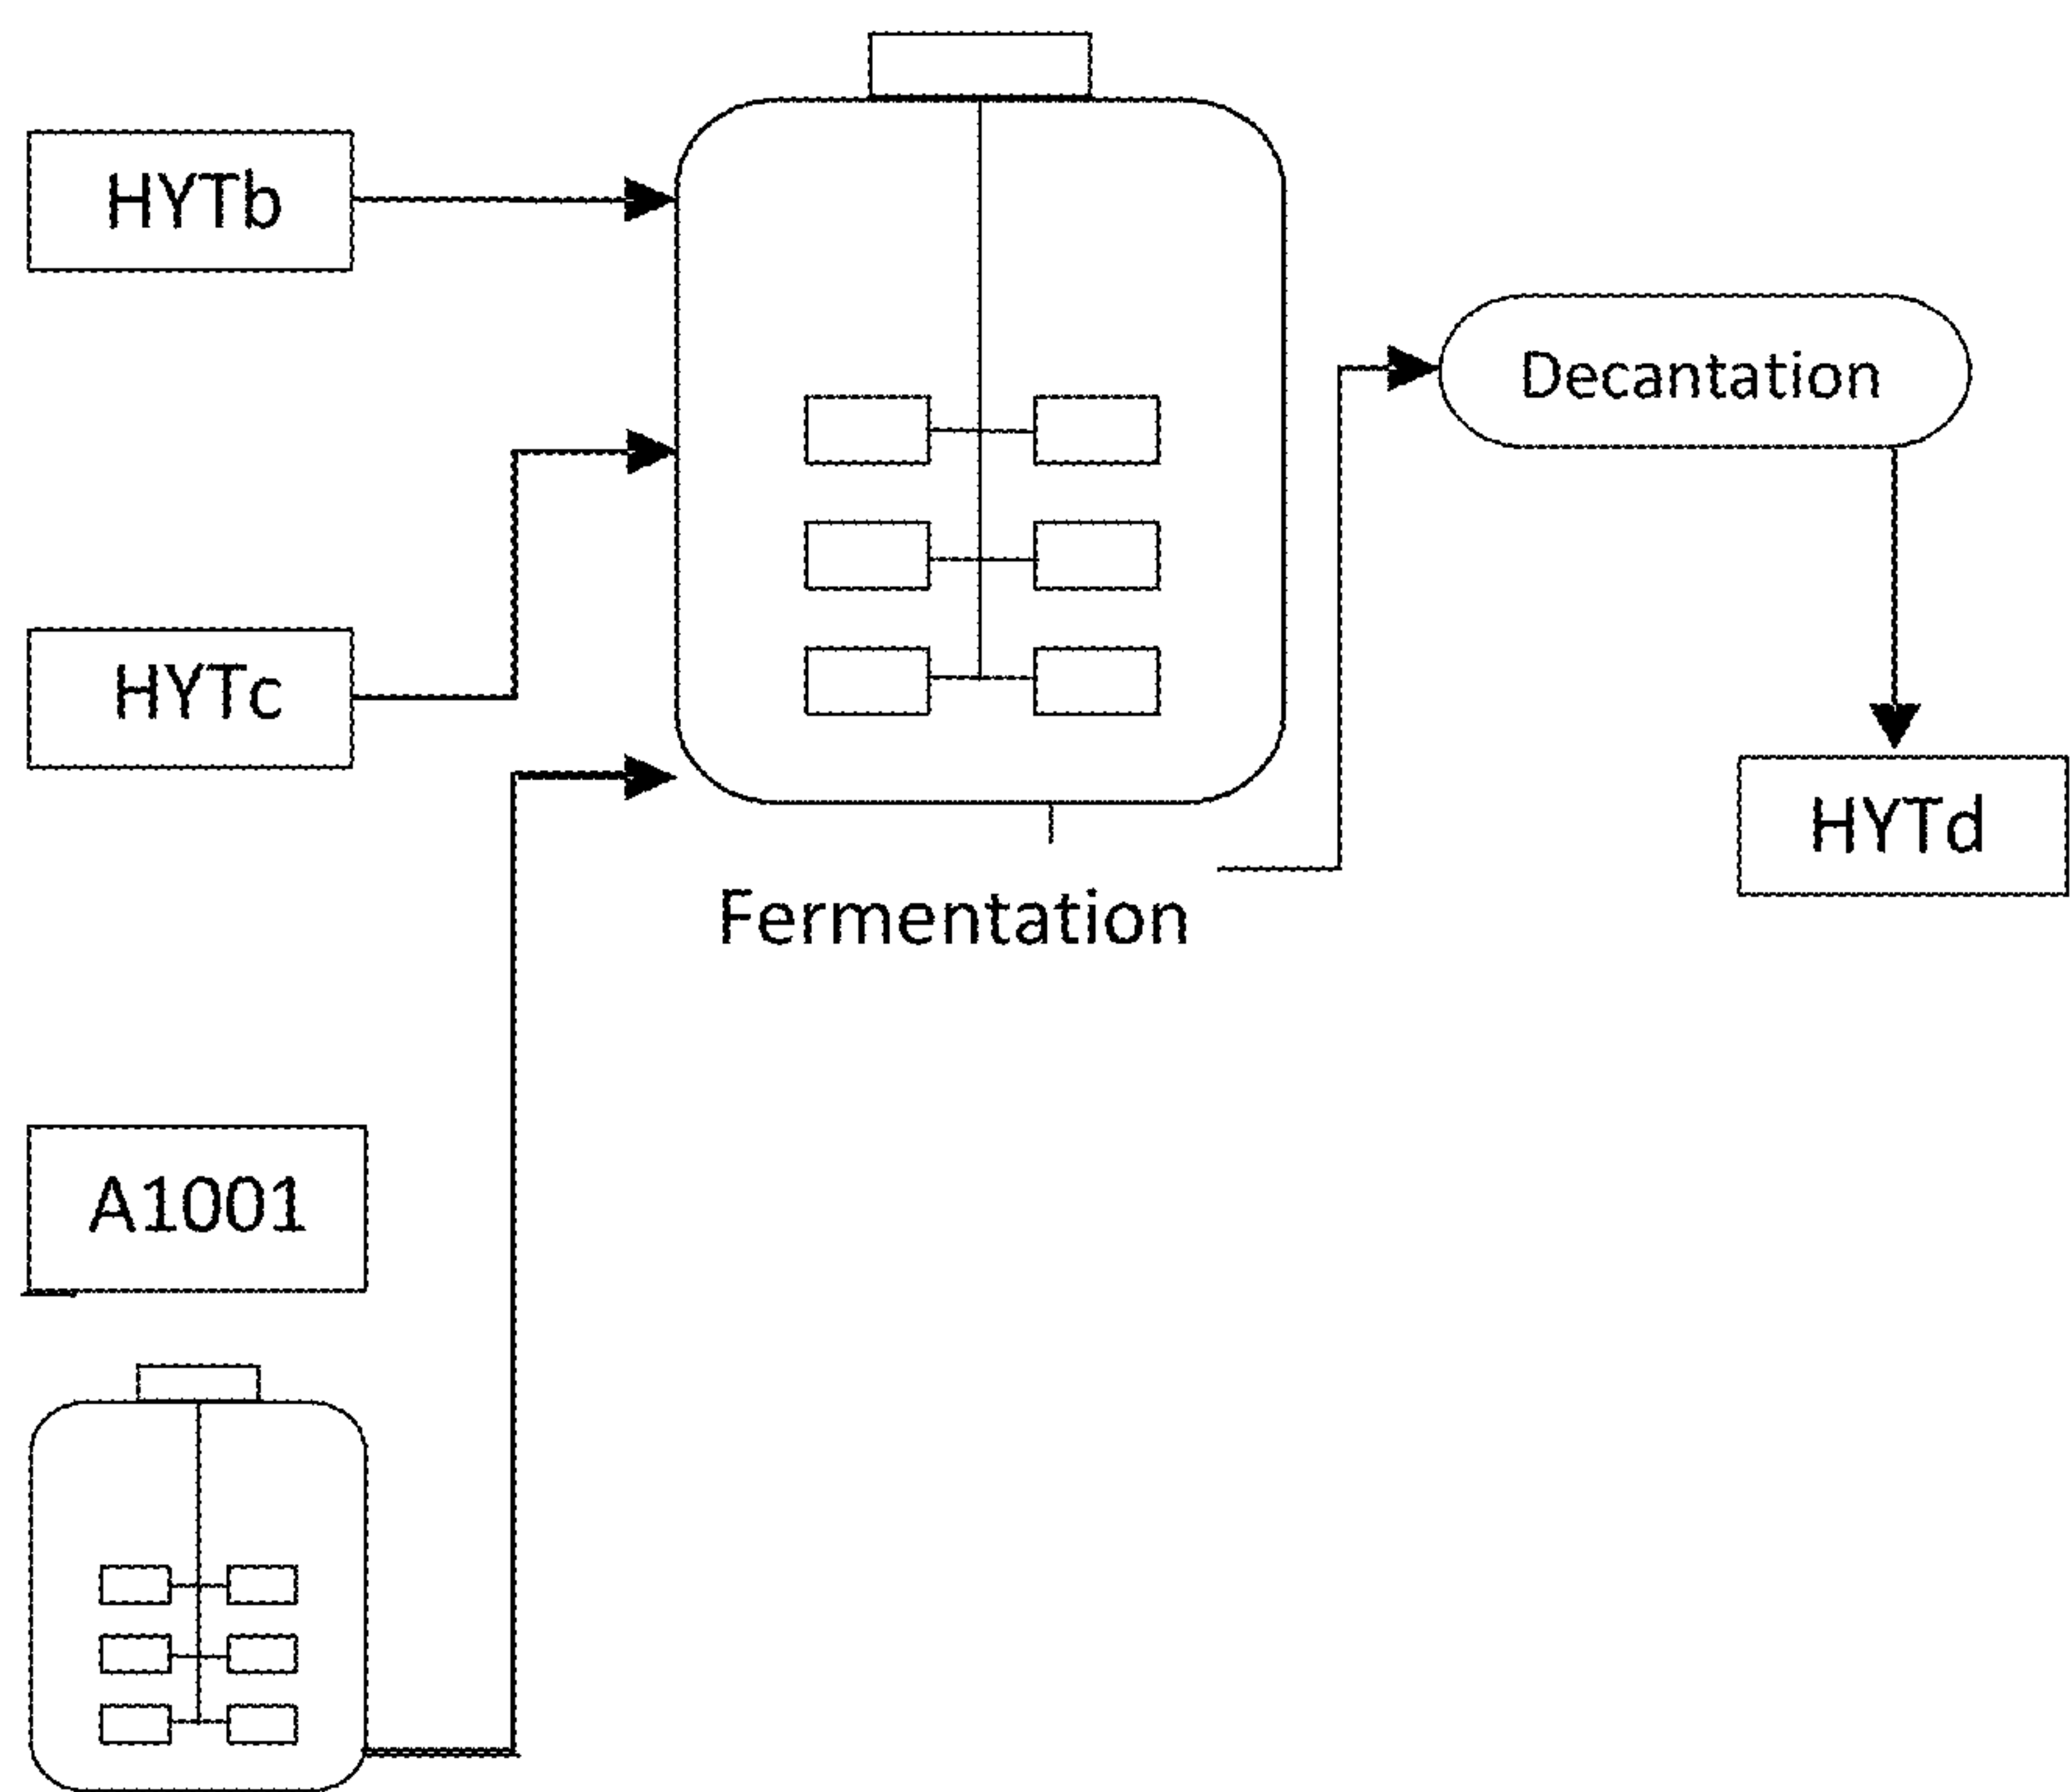 HYTb
Decantation
HYTc
HYTd
Fermentation
A1001